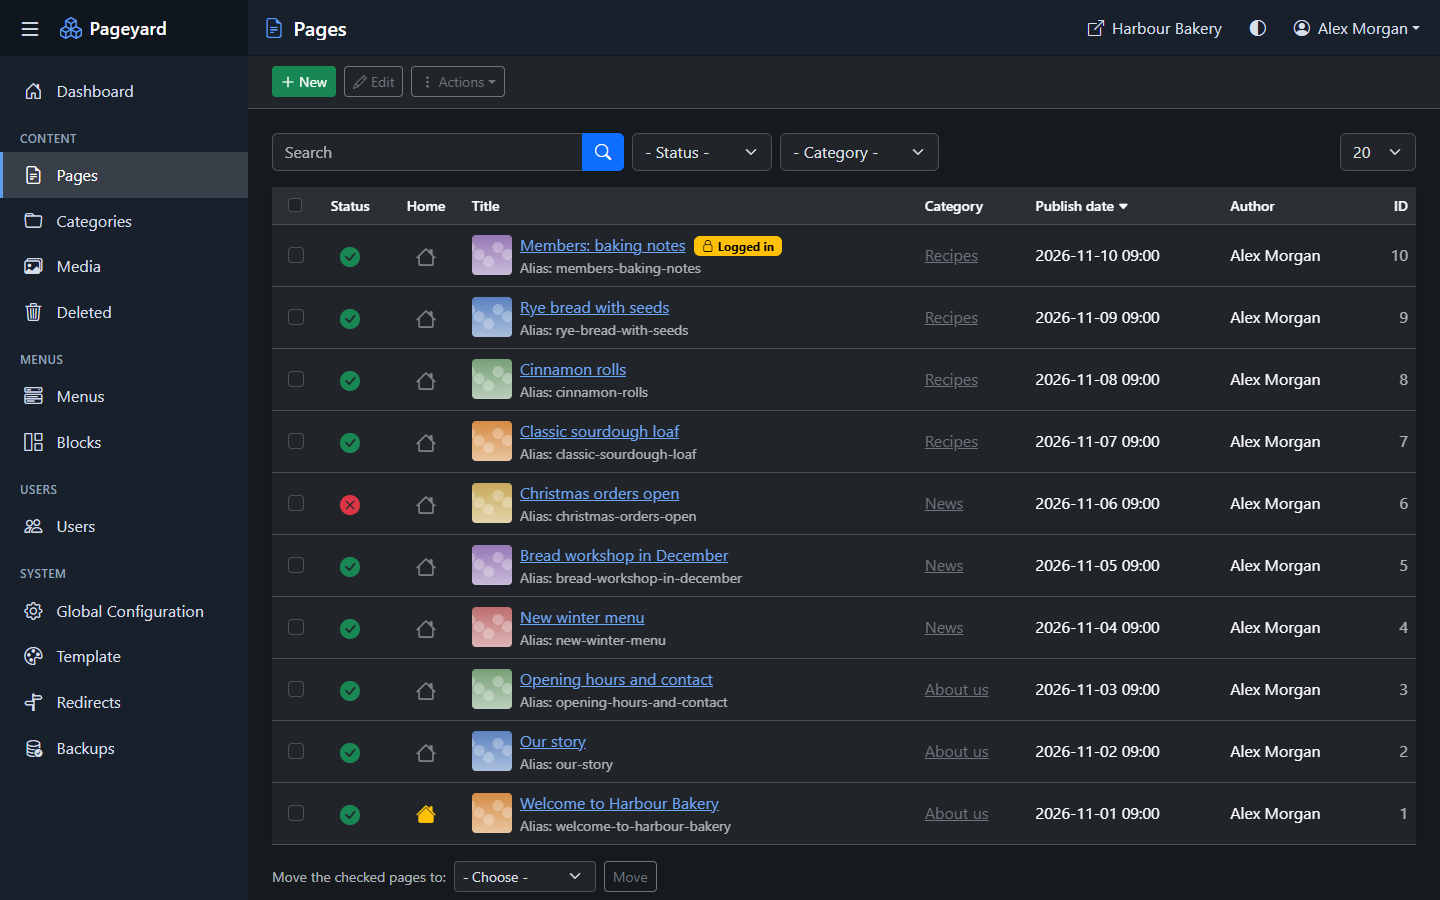 Pageyard
Pages
Harbour Bakery
Alex Morgan
Dashboard
CONTENT
Pages
Categories
Media
Deleted
MENUS
Menus
Blocks
USERS
Users
SYSTEM
Global Configuration
Template
Redirects
Backups
New
Edit
Actions
Search
- Status -
- Category -
20
Status Home Title Category Publish date Author ID
Members: baking notes Logged in
Alias: members-baking-notes
Recipes 2026-11-10 09:00 Alex Morgan 10
Rye bread with seeds
Alias: rye-bread-with-seeds
Recipes 2026-11-09 09:00 Alex Morgan 9
Cinnamon rolls
Alias: cinnamon-rolls
Recipes 2026-11-08 09:00 Alex Morgan 8
Classic sourdough loaf
Alias: classic-sourdough-loaf
Recipes 2026-11-07 09:00 Alex Morgan 7
Christmas orders open
Alias: christmas-orders-open
News 2026-11-06 09:00 Alex Morgan 6
Bread workshop in December
Alias: bread-workshop-in-december
News 2026-11-05 09:00 Alex Morgan 5
New winter menu
Alias: new-winter-menu
News 2026-11-04 09:00 Alex Morgan 4
Opening hours and contact
Alias: opening-hours-and-contact
About us 2026-11-03 09:00 Alex Morgan 3
Our story
Alias: our-story
About us 2026-11-02 09:00 Alex Morgan 2
Welcome to Harbour Bakery
Alias: welcome-to-harbour-bakery
About us 2026-11-01 09:00 Alex Morgan 1
Move the checked pages to: - Choose - Move